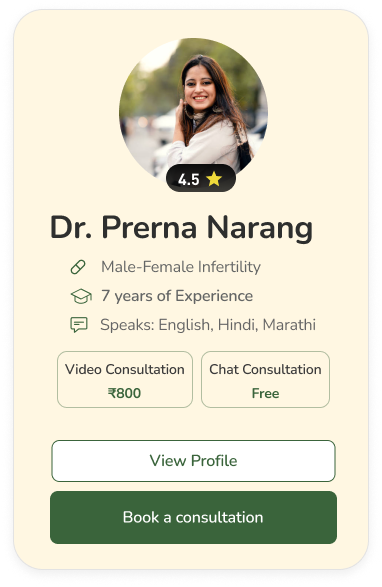 4.5
Dr. Prerna Narang
Male-Female Infertility
7 years of Experience
Speaks: English, Hindi, Marathi
Video Consultation
₹800
Chat Consultation
Free
View Profile
Book a consultation